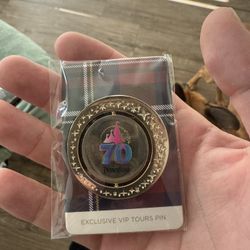 70
Disneyland
EXCLUSIVE VIP TOURS PIN